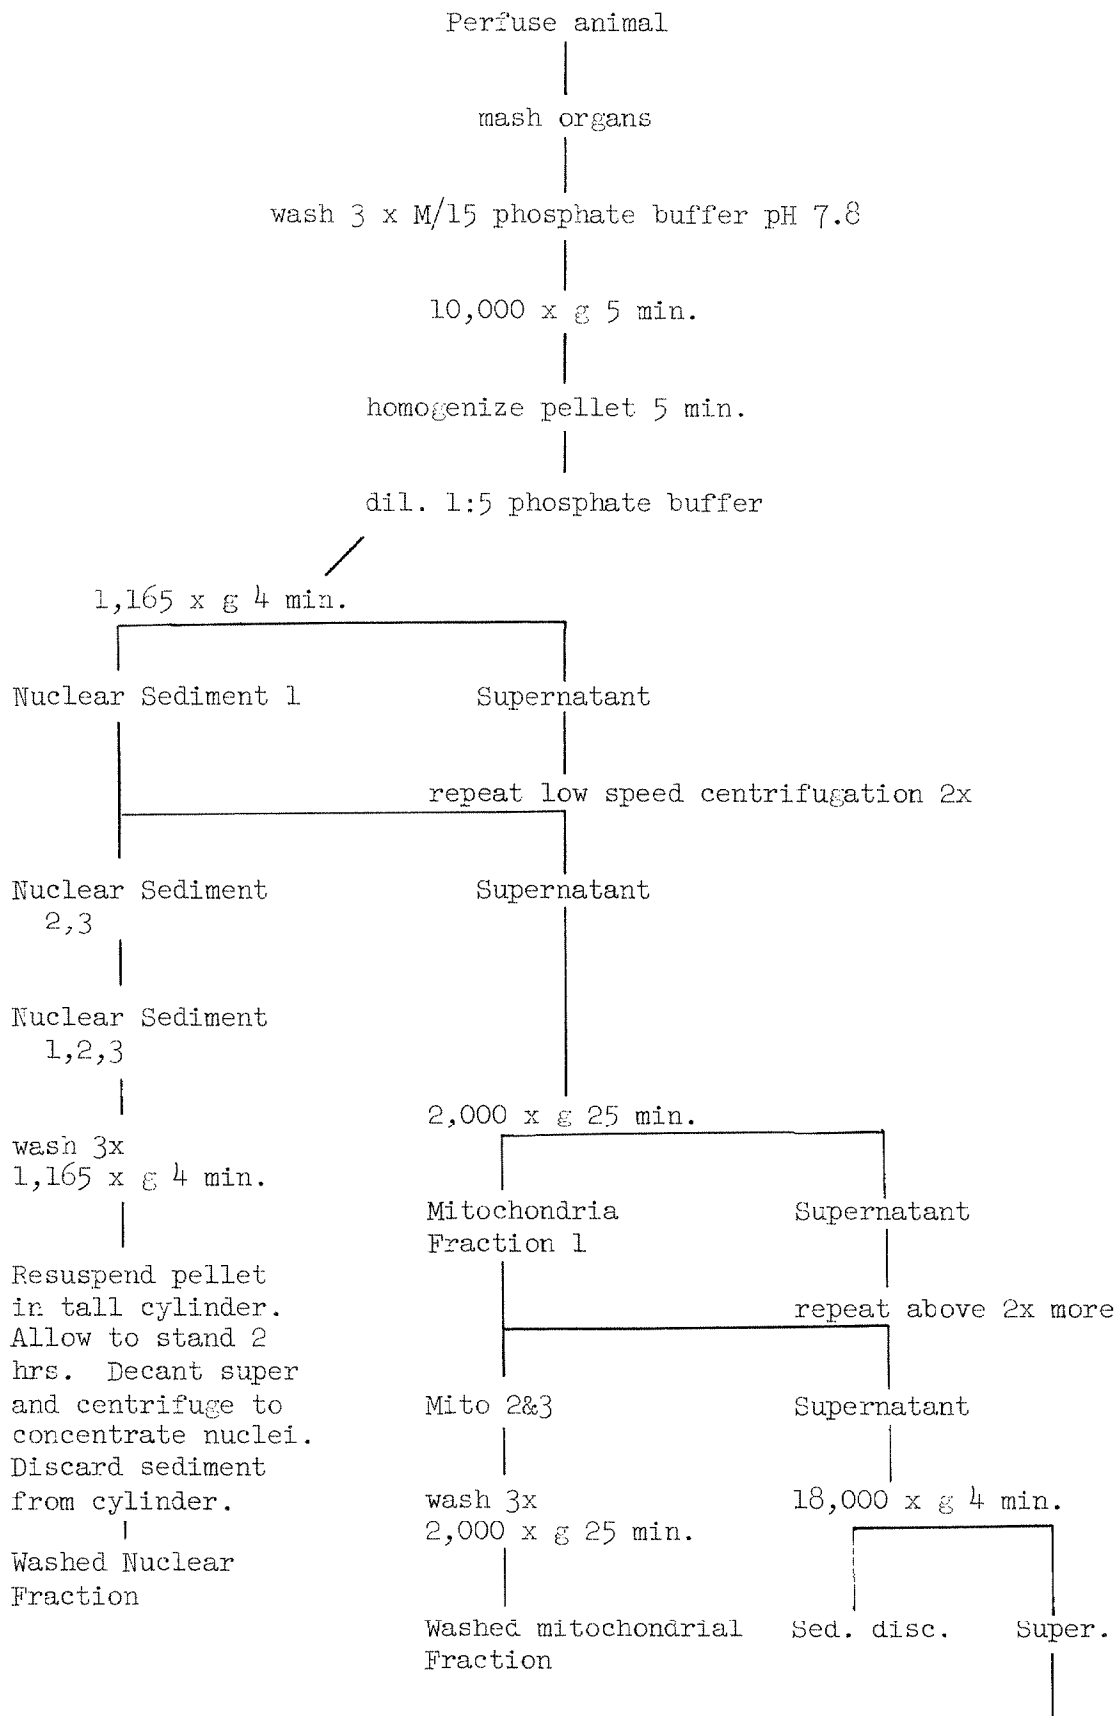 Perfuse animal
mash organs
wash 3 x M/15 phosphate buffer pH 7.8
10,000 x g 5 min.
homogenize pellet 5 min.
dil. 1:5 phosphate buffer
1,165 x g 4 min.
Nuclear Sediment 1
Supernatant
repeat low speed centrifugation 2x
Nuclear Sediment
2,3
Supernatant
Nuclear Sediment
1,2,3
wash 3x
1,165 x g 4 min.
Resuspend pellet
in tall cylinder.
Allow to stand 2
hrs. Decant super
and centrifuge to
concentrate nuclei.
Discard sediment
from cylinder.
Washed Nuclear
Fraction
2,000 x g 25 min.
Mitochondria
Fraction 1
Supernatant
repeat above 2x more
Mito 2&3
Supernatant
wash 3x
2,000 x g 25 min.
18,000 x g 4 min.
Washed mitochondrial
Fraction
Sed. disc.
Super.